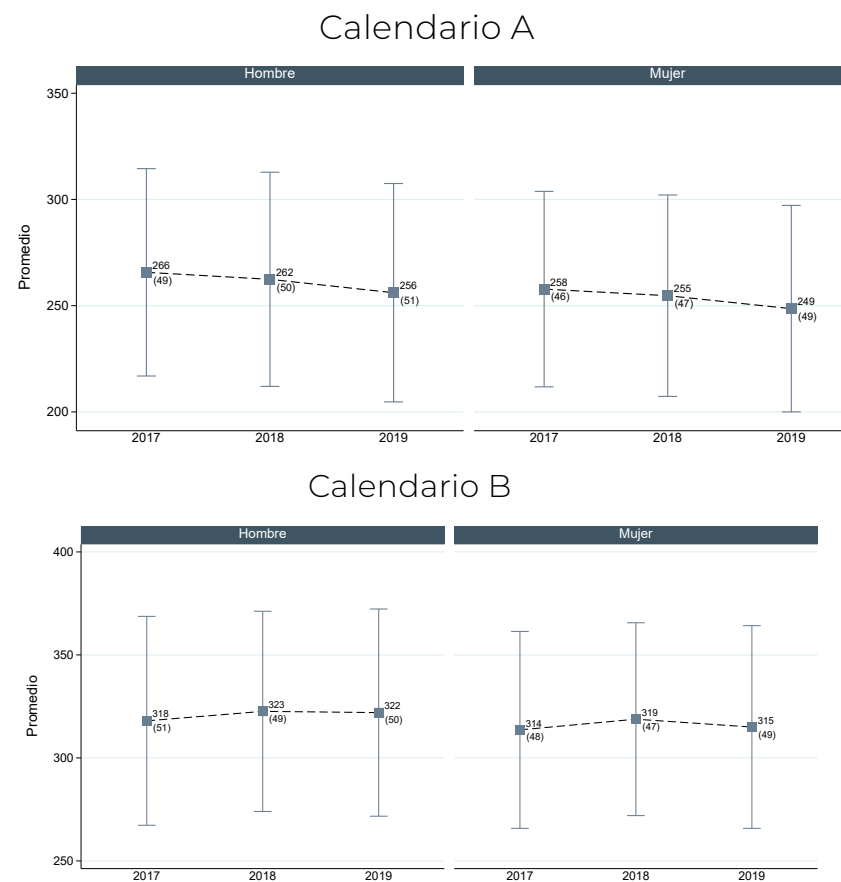 Calendario A
Hombre
Mujer
350
300
250
200
Promedio
266
(49)
262
(50)
256
(51)
258
(46)
255
(47)
249
(49)
2017 2018 2019
2017 2018 2019
Calendario B
Hombre
Mujer
400
350
300
250
Promedio
318
(51)
323
(49)
322
(50)
314
(48)
319
(47)
315
(49)
2017 2018 2019
2017 2018 2019